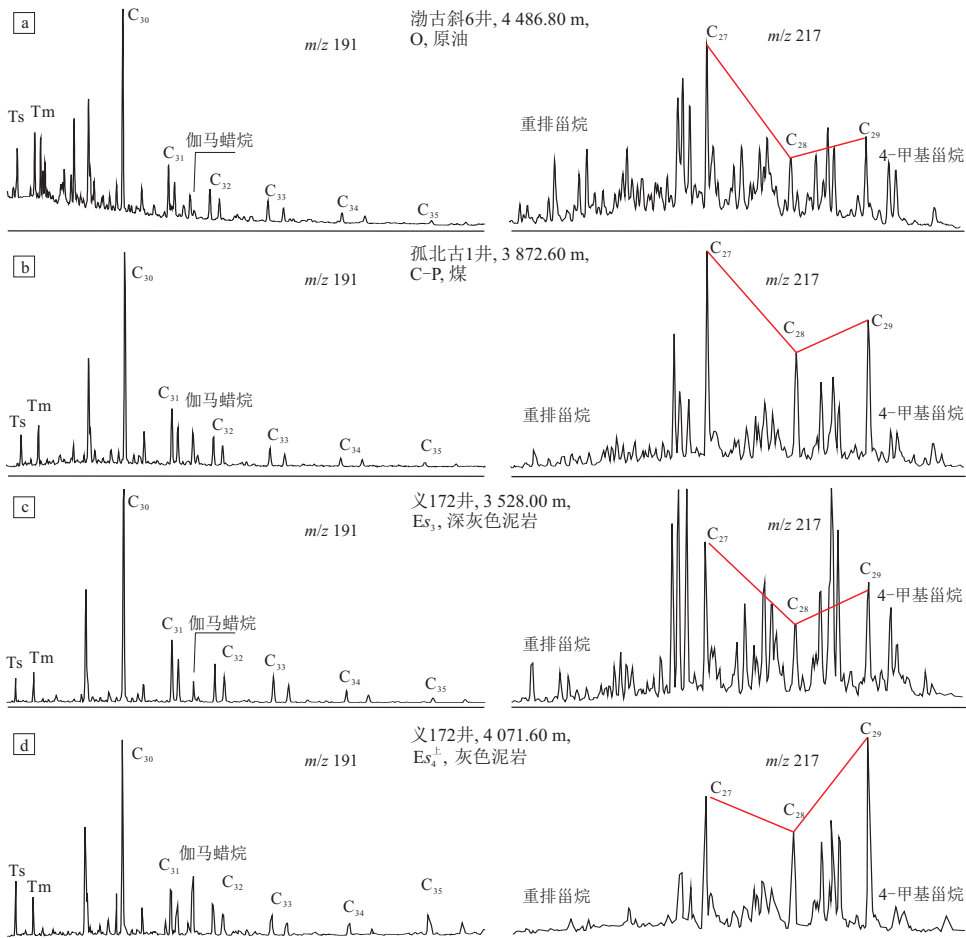 a
渤古斜6井, 4 486.80 m,
O, 原油
m/z 191
m/z 217
C₃₀
Ts
Tm
伽马蜡烷
C₃₁
C₃₂
C₃₃
C₃₄
C₃₅
重排甾烷
C₂₇
C₂₈
C₂₉
4-甲基甾烷
b
孤北古1井, 3 872.60 m,
C-P, 煤
m/z 191
m/z 217
C₃₀
Ts
Tm
C₃₁
伽马蜡烷
C₃₂
C₃₃
C₃₄
C₃₅
重排甾烷
C₂₇
C₂₈
C₂₉
4-甲基甾烷
c
义172井, 3 528.00 m,
Es₃, 深灰色泥岩
m/z 191
m/z 217
C₃₀
Ts
Tm
C₃₁
伽马蜡烷
C₃₂
C₃₃
C₃₄
C₃₅
重排甾烷
C₂₇
C₂₈
C₂₉
4-甲基甾烷
d
义172井, 4 071.60 m,
Es₄上, 灰色泥岩
m/z 191
m/z 217
C₃₀
Ts
Tm
C₃₁
伽马蜡烷
C₃₂
C₃₃
C₃₄
C₃₅
重排甾烷
C₂₇
C₂₈
C₂₉
4-甲基甾烷